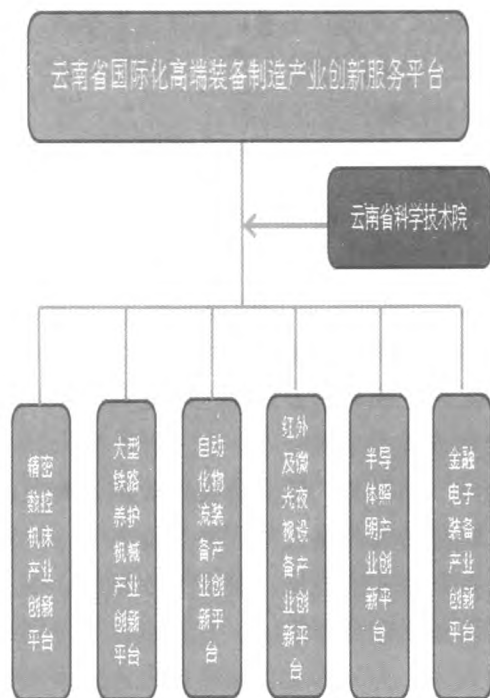 云南省国际化高端装备制造产业创新服务平台
云南省科学技术院
精密
数控
机床
产业
创新
平台
大型
铁路
养护
机械
产业
创新
平台
自动
化物
流装
备产
业创
新平
台
红外
及微
光夜
视设
备产
业创
新平
台
半导
体照
明产
业创
新平
台
金融
电子
装备
产业
创新
平台